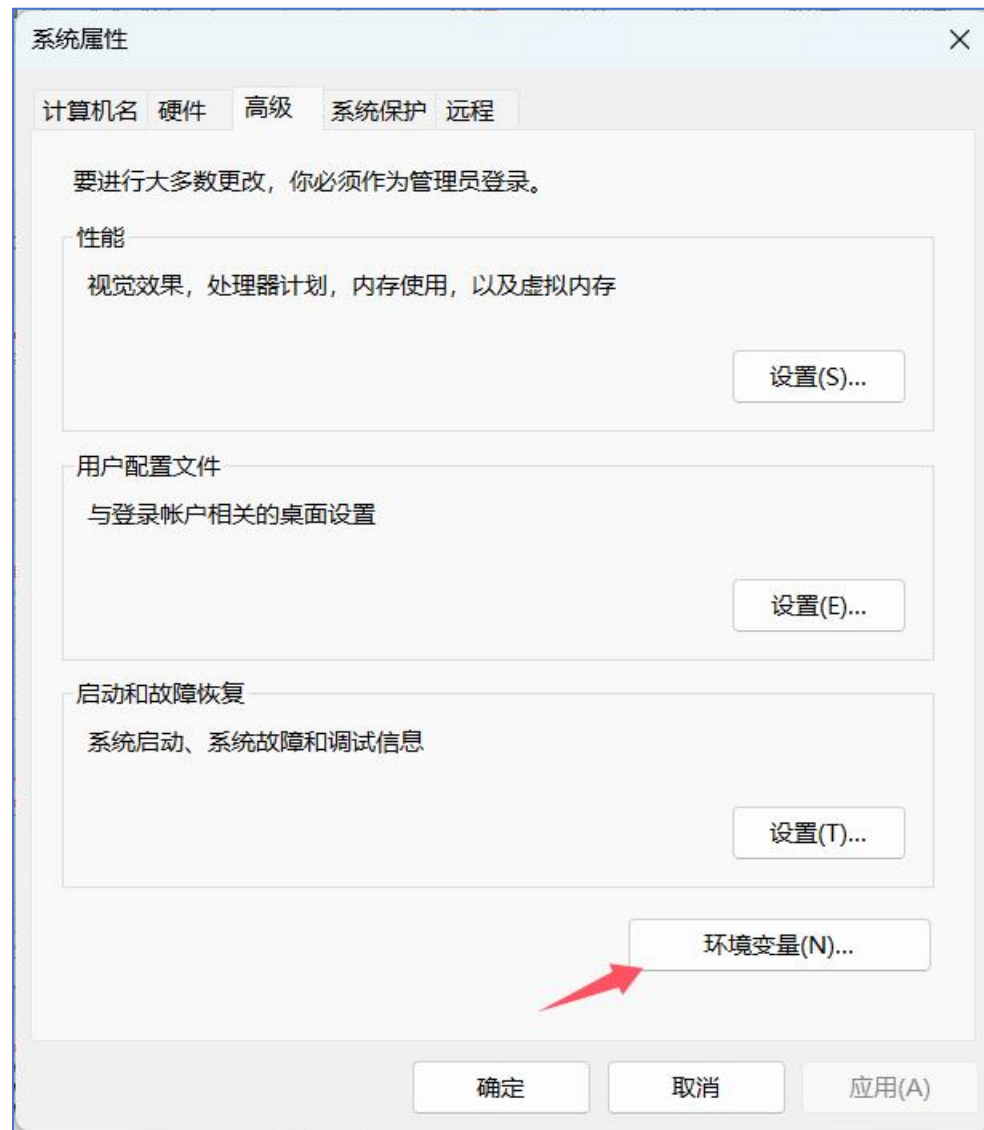 系统属性
计算机名 硬件 高级 系统保护 远程
要进行大多数更改，你必须作为管理员登录。
性能
视觉效果，处理器计划，内存使用，以及虚拟内存
设置(S)...
用户配置文件
与登录帐户相关的桌面设置
设置(E)...
启动和故障恢复
系统启动、系统故障和调试信息
设置(T)...
环境变量(N)...
确定 取消 应用(A)